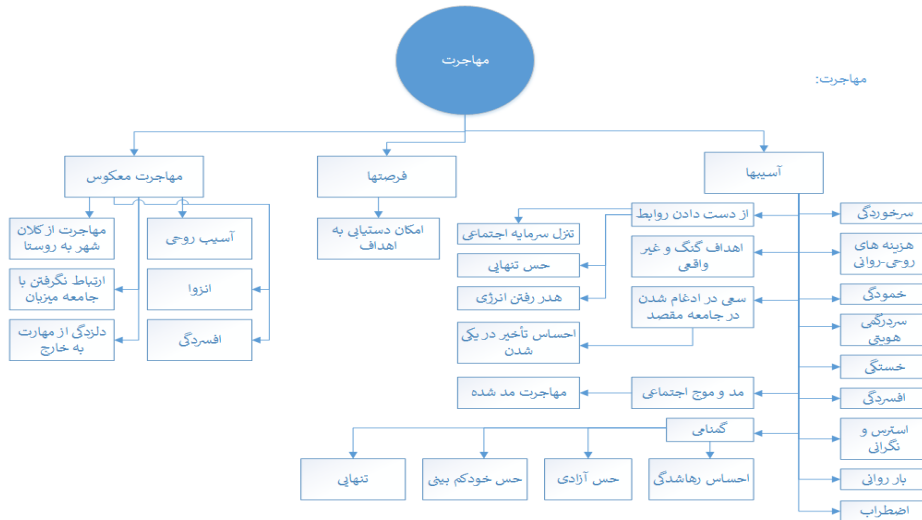 مهاجرت
مهاجرت:
آسیبها
فرصتها
مهاجرت معکوس
سرخوردگی
هزینه های
روحی-روانی
خمودگی
سردرگمی
هویتی
خستگی
افسردگی
استرس و
نگرانی
بار روانی
اضطراب
از دست دادن روابط
اهداف گنگ و غیر
واقعی
سعی در ادغام شدن
در جامعه مقصد
مد و موج اجتماعی
گمنامی
تنزل سرمایه اجتماعی
حس تنهایی
هدر رفتن انرژی
احساس تأخیر در یکی
شدن
مهاجرت مد شده
احساس رهاشدگی
حس آزادی
حس خودکم بینی
تنهایی
امکان دستیابی به
اهداف
آسیب روحی
انزوا
افسردگی
مهاجرت از کلان
شهر به روستا
ارتباط نگرفتن با
جامعه میزبان
دلزدگی از مهارت
به خارج